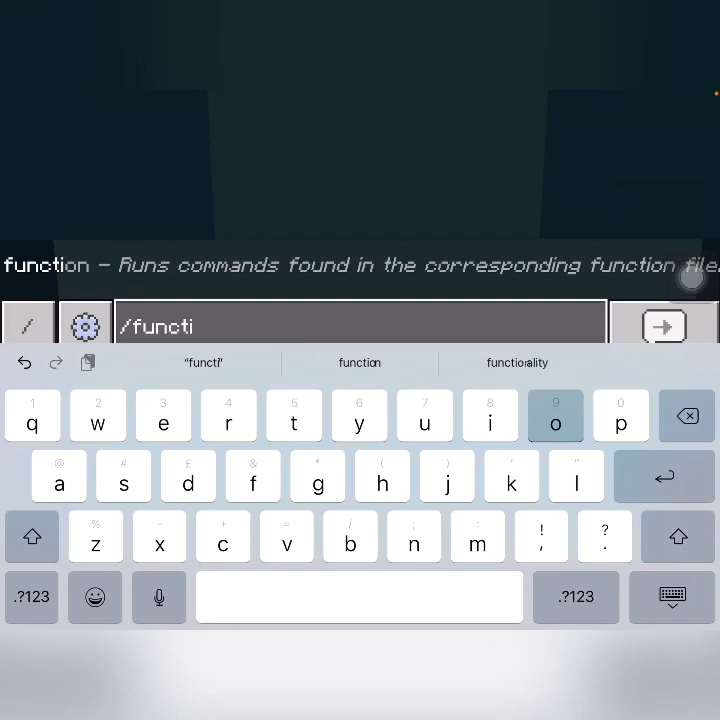 function – Runs commands found in the corresponding function file.
/ /functi
"functi" function functionality
1 2 3 4 5 6 7 8 9 0
q w e r t y u i o p
@ # £ & * ( ) ' "
a s d f g h j k l
% - + = / ; : ! ?
z x c v b n m , .
.?123 .?123